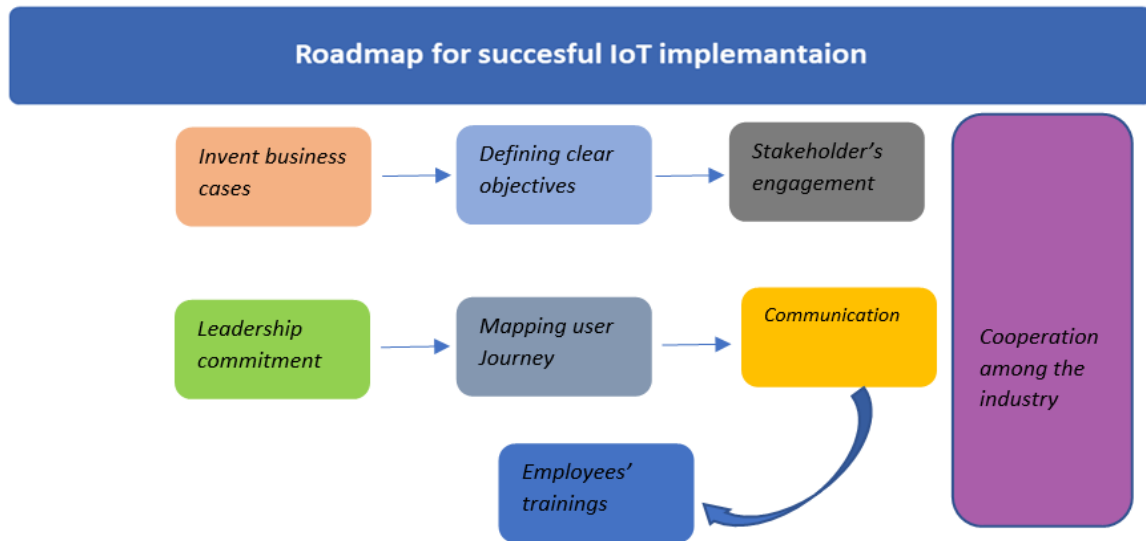 Roadmap for succesful IoT implemantaion
Invent business
cases
Defining clear
objectives
Stakeholder's
engagement
Leadership
commitment
Mapping user
Journey
Communication
Cooperation
among the
industry
Employees'
trainings